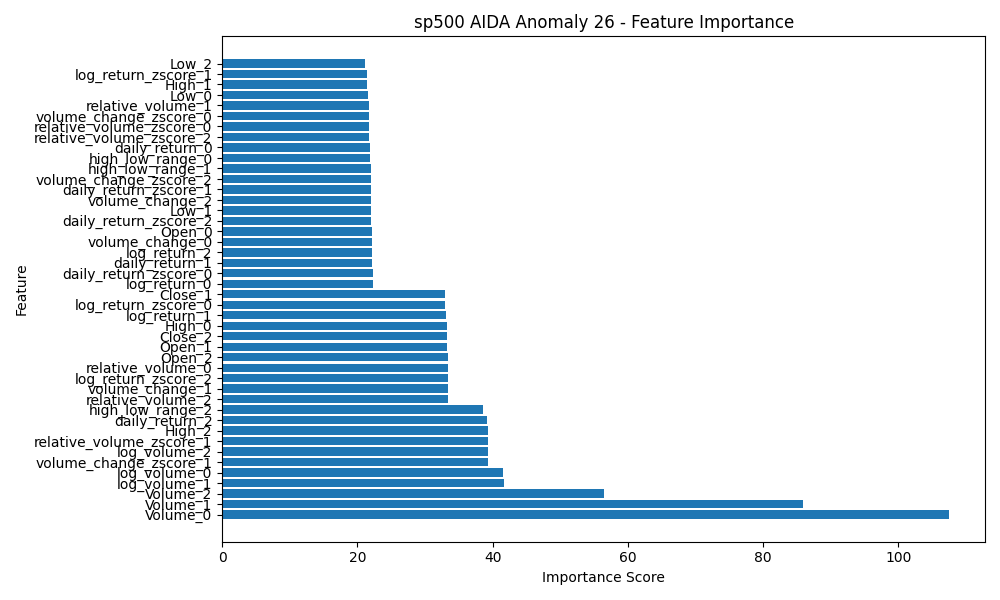 sp500 AIDA Anomaly 26 - Feature Importance
Feature
Low_2
log_return_zscore_1
High_1
Low_0
relative_volume_1
volume_change_zscore_0
relative_volume_zscore_0
relative_volume_zscore_2
daily_return_0
high_low_range_0
high_low_range_1
volume_change_zscore_2
daily_return_zscore_1
volume_change_2
Low_1
daily_return_zscore_2
Open_0
volume_change_0
log_return_2
daily_return_1
daily_return_zscore_0
log_return_0
Close_1
log_return_zscore_0
log_return_1
High_0
Close_2
Open_1
Open_2
relative_volume_0
log_return_zscore_2
volume_change_1
relative_volume_2
high_low_range_2
daily_return_2
High_2
relative_volume_zscore_1
log_volume_2
volume_change_zscore_1
log_volume_0
log_volume_1
Volume_2
Volume_1
Volume_0
0 20 40 60 80 100
Importance Score